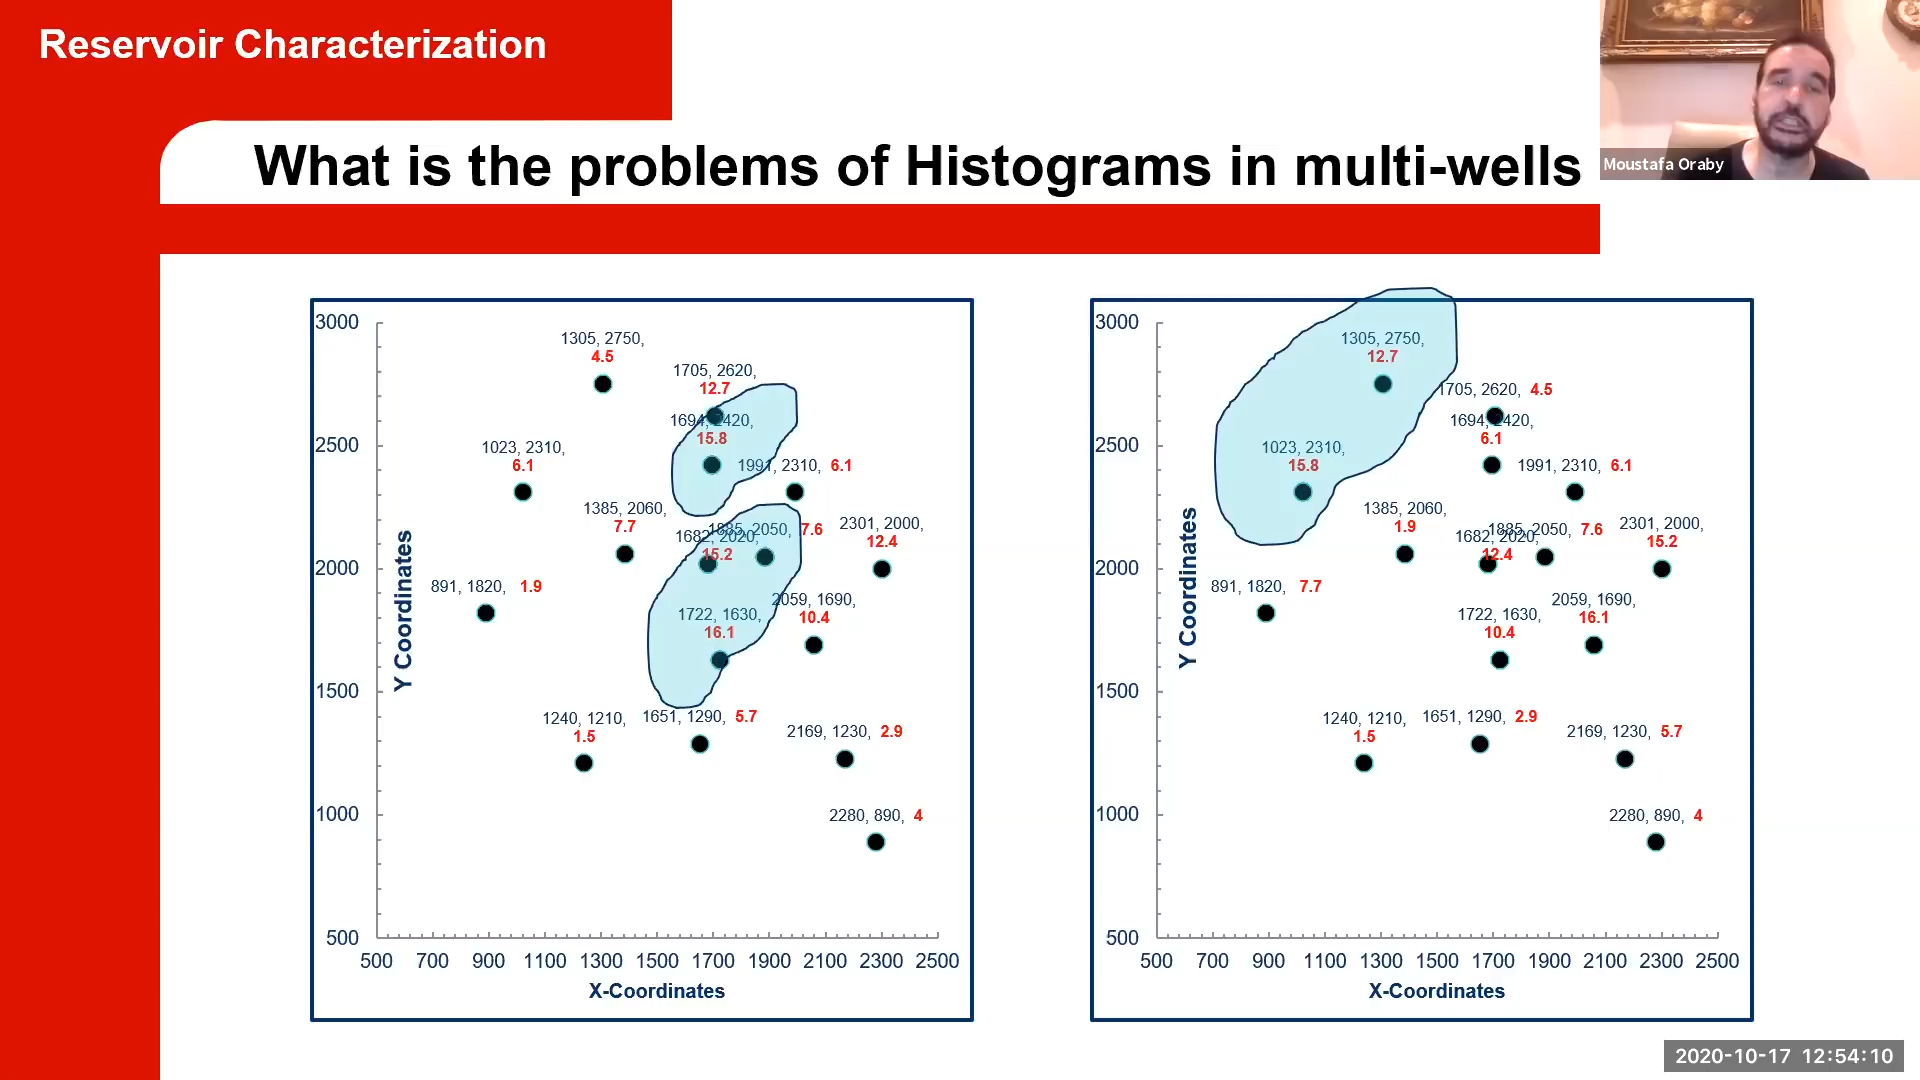 Reservoir Characterization
What is the problems of Histograms in multi-wells
Moustafa Oraby
3000
2500
2000
1500
1000
500
Y Coordinates
1305, 2750,
4.5
1705, 2620,
12.7
1694, 2420,
15.8
1023, 2310,
6.1
1991, 2310, 6.1
1385, 2060,
7.7
1885, 2050, 7.6
1682, 2020,
15.2
2301, 2000,
12.4
891, 1820, 1.9
2059, 1690,
10.4
1722, 1630,
16.1
1240, 1210,
1.5
1651, 1290, 5.7
2169, 1230, 2.9
2280, 890, 4
500 700 900 1100 1300 1500 1700 1900 2100 2300 2500
X-Coordinates
3000
2500
2000
1500
1000
500
Y Coordinates
1305, 2750,
12.7
1705, 2620, 4.5
1694, 2420,
6.1
1023, 2310,
15.8
1991, 2310, 6.1
1385, 2060,
1.9
1885, 2050, 7.6
1682, 2020,
12.4
2301, 2000,
15.2
891, 1820, 7.7
2059, 1690,
16.1
1722, 1630,
10.4
1240, 1210,
1.5
1651, 1290, 2.9
2169, 1230, 5.7
2280, 890, 4
500 700 900 1100 1300 1500 1700 1900 2100 2300 2500
X-Coordinates
2020-10-17 12:54:10